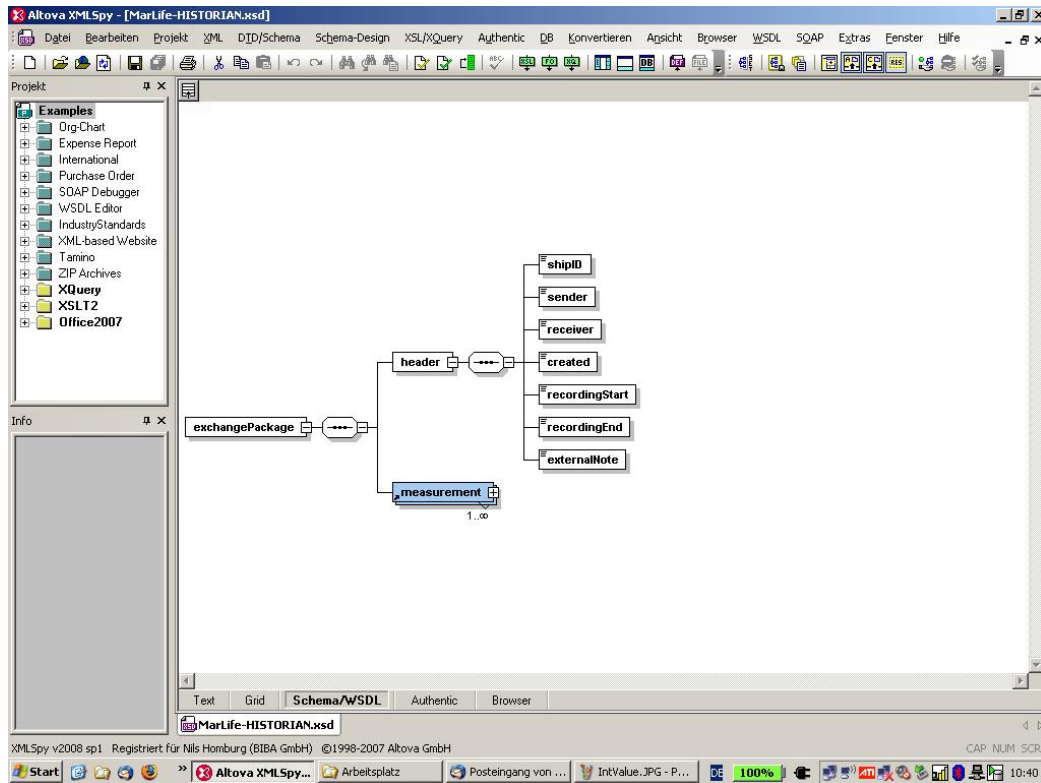 Altova XMLSpy - [MarLife-HISTORIAN.xsd]
Datei Bearbeiten Projekt XML DTD/Schema Schema-Design XSL/XQuery Authentic DB Konvertieren Ansicht Browser WSDL SOAP Extras Fenster Hilfe
Projekt
Examples
Org-Chart
Expense Report
International
Purchase Order
SOAP Debugger
WSDL Editor
IndustryStandards
XML-based Website
Tamino
ZIP Archives
XQuery
XSLT2
Office2007
Info
exchangePackage
header
measurement
1..∞
shipID
sender
receiver
created
recordingStart
recordingEnd
externalNote
Text Grid Schema/WSDL Authentic Browser
MarLife-HISTORIAN.xsd
XMLSpy v2008 sp1 Registriert für Nils Homburg (BIBA GmbH) ©1998-2007 Altova GmbH
CAP NUM SCR
Start » Altova XMLSpy... Arbeitsplatz Posteingang von ... IntValue.JPG - P... DE 100% 10:40